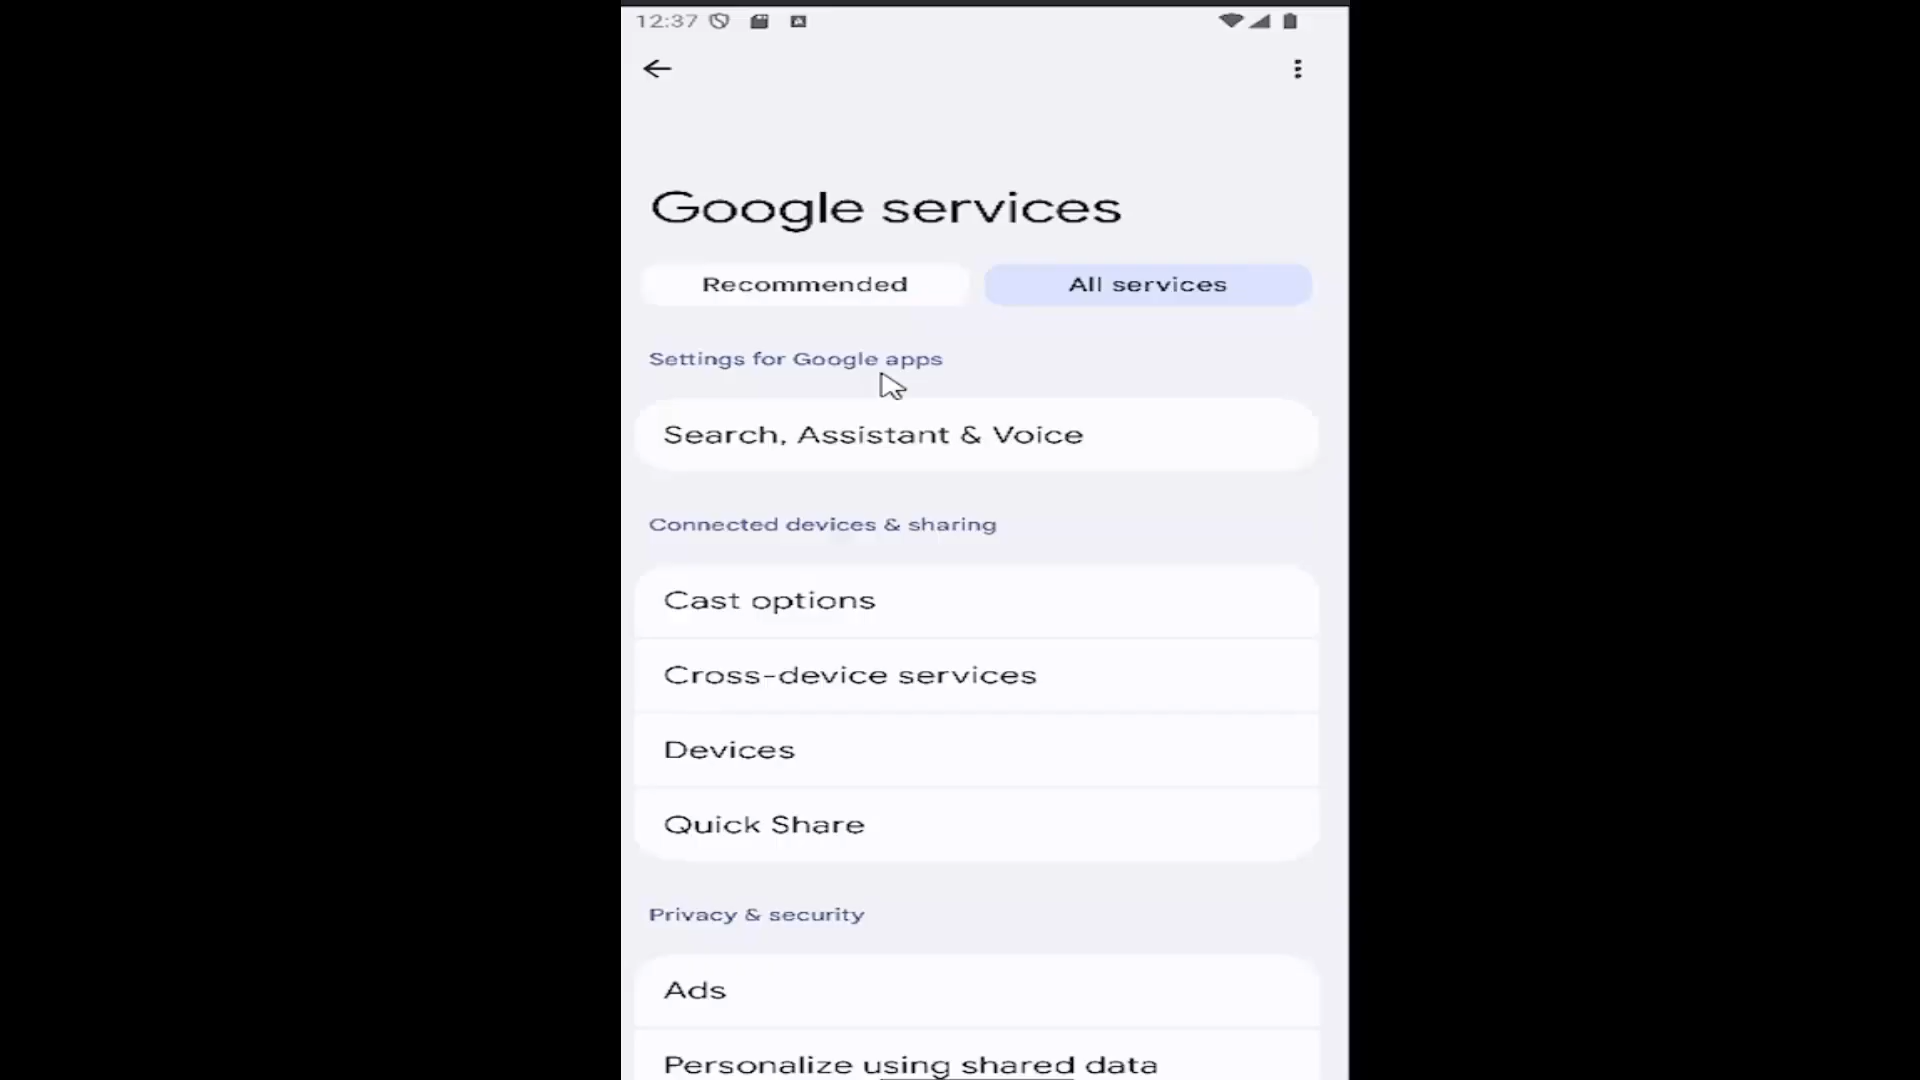 12:37
Google services
Recommended
All services
Settings for Google apps
Search, Assistant & Voice
Connected devices & sharing
Cast options
Cross-device services
Devices
Quick Share
Privacy & security
Ads
Personalize using shared data